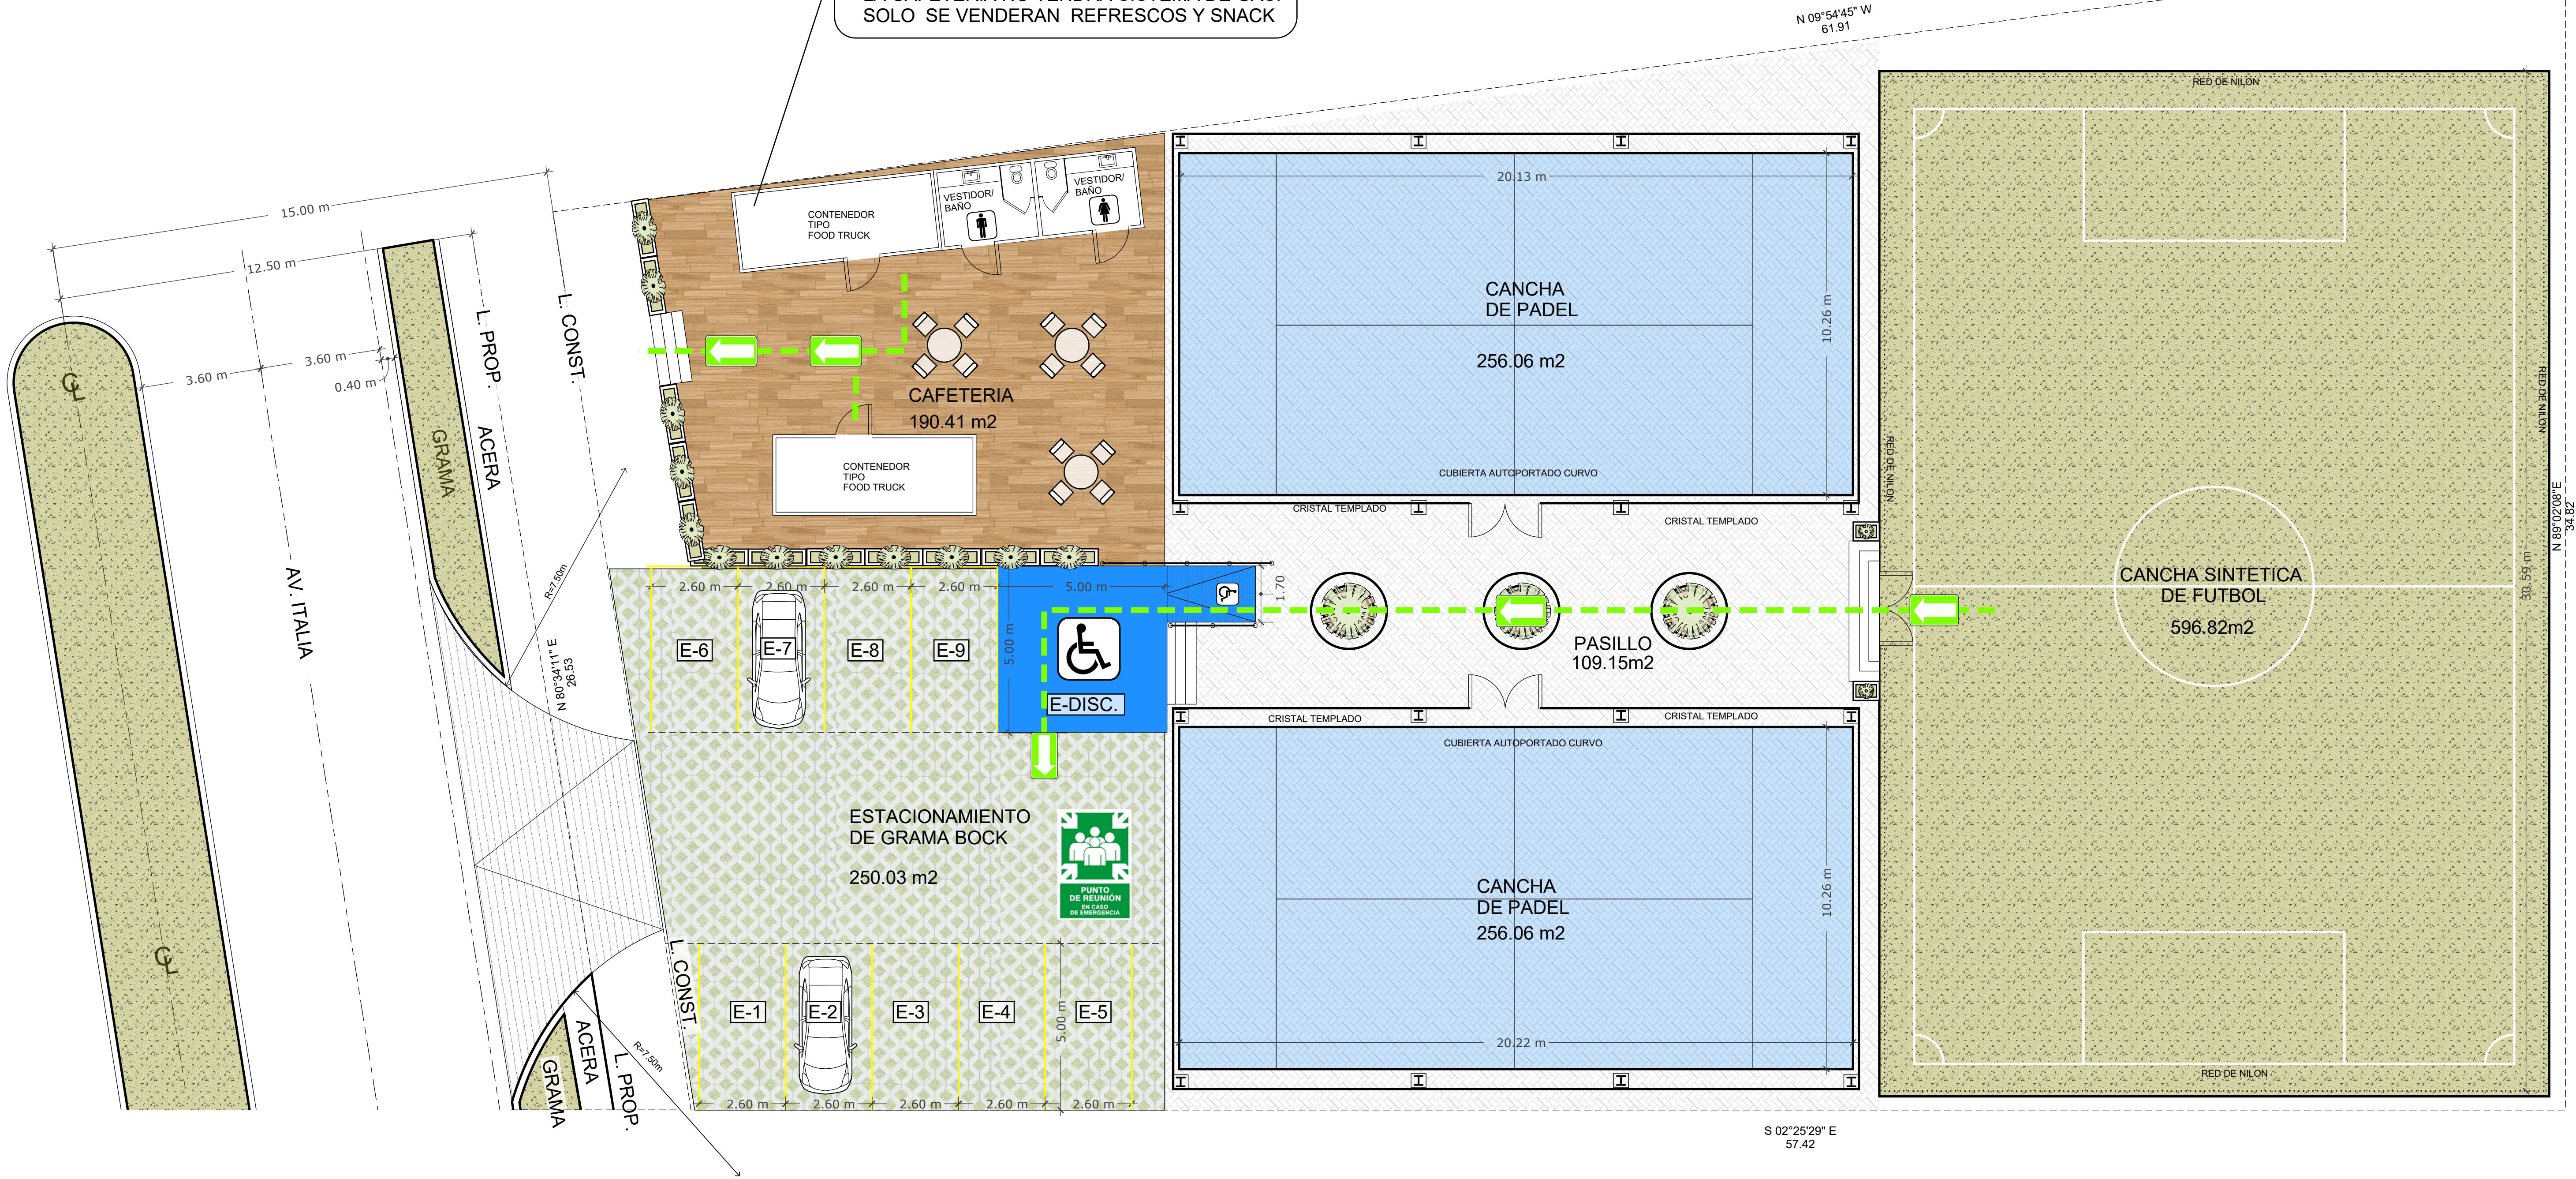 SOLO SE VENDERAN REFRESCOS Y SNACK
N 09°54'45" W
61.91
15.00 m
12.50 m
3.60 m
3.60 m
0.40 m
L. CONST.
L. PROP.
ACERA
GRAMA
AV. ITALIA
R=7.50m
N 80°34'11" E
26.53
CONTENEDOR
TIPO
FOOD TRUCK
VESTIDOR/
BAÑO
VESTIDOR/
BAÑO
CAFETERIA
190.41 m2
CONTENEDOR
TIPO
FOOD TRUCK
20.13 m
CANCHA
DE PADEL
256.06 m2
10.26 m
CUBIERTA AUTOPORTADO CURVO
CRISTAL TEMPLADO
CRISTAL TEMPLADO
RED DE NILON
RED DE NILON
RED DE NILON
N 89°02'08"E
34.82
30.59 m
CANCHA SINTETICA
DE FUTBOL
596.82m2
2.60 m
2.60 m
2.60 m
2.60 m
5.00 m
1.70
5.00 m
E-6
E-7
E-8
E-9
E-DISC.
PASILLO
109.15m2
CRISTAL TEMPLADO
CRISTAL TEMPLADO
CUBIERTA AUTOPORTADO CURVO
ESTACIONAMIENTO
DE GRAMA BOCK
250.03 m2
PUNTO
DE REUNIÓN
EN CASO
DE EMERGENCIA
CANCHA
DE PADEL
256.06 m2
10.26 m
20.22 m
L. CONST.
E-1
E-2
E-3
E-4
E-5
5.00 m
2.60 m
2.60 m
2.60 m
2.60 m
2.60 m
ACERA
GRAMA
L. PROP.
R=7.50m
RED DE NILON
S 02°25'29" E
57.42